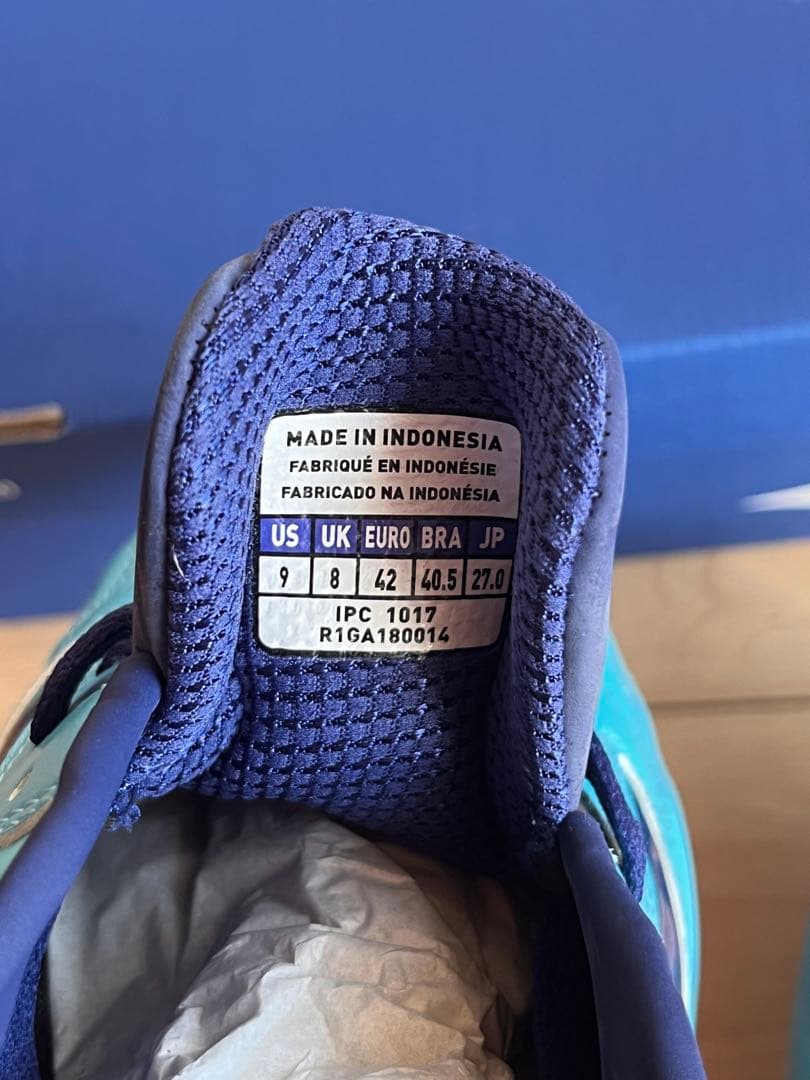 MADE IN INDONESIA
FABRIQUÉ EN INDONÉSIE
FABRICADO NA INDONÉSIA
US UK EURO BRA JP
9 8 42 40.5 27.0
IPC 1017
R1GA180014